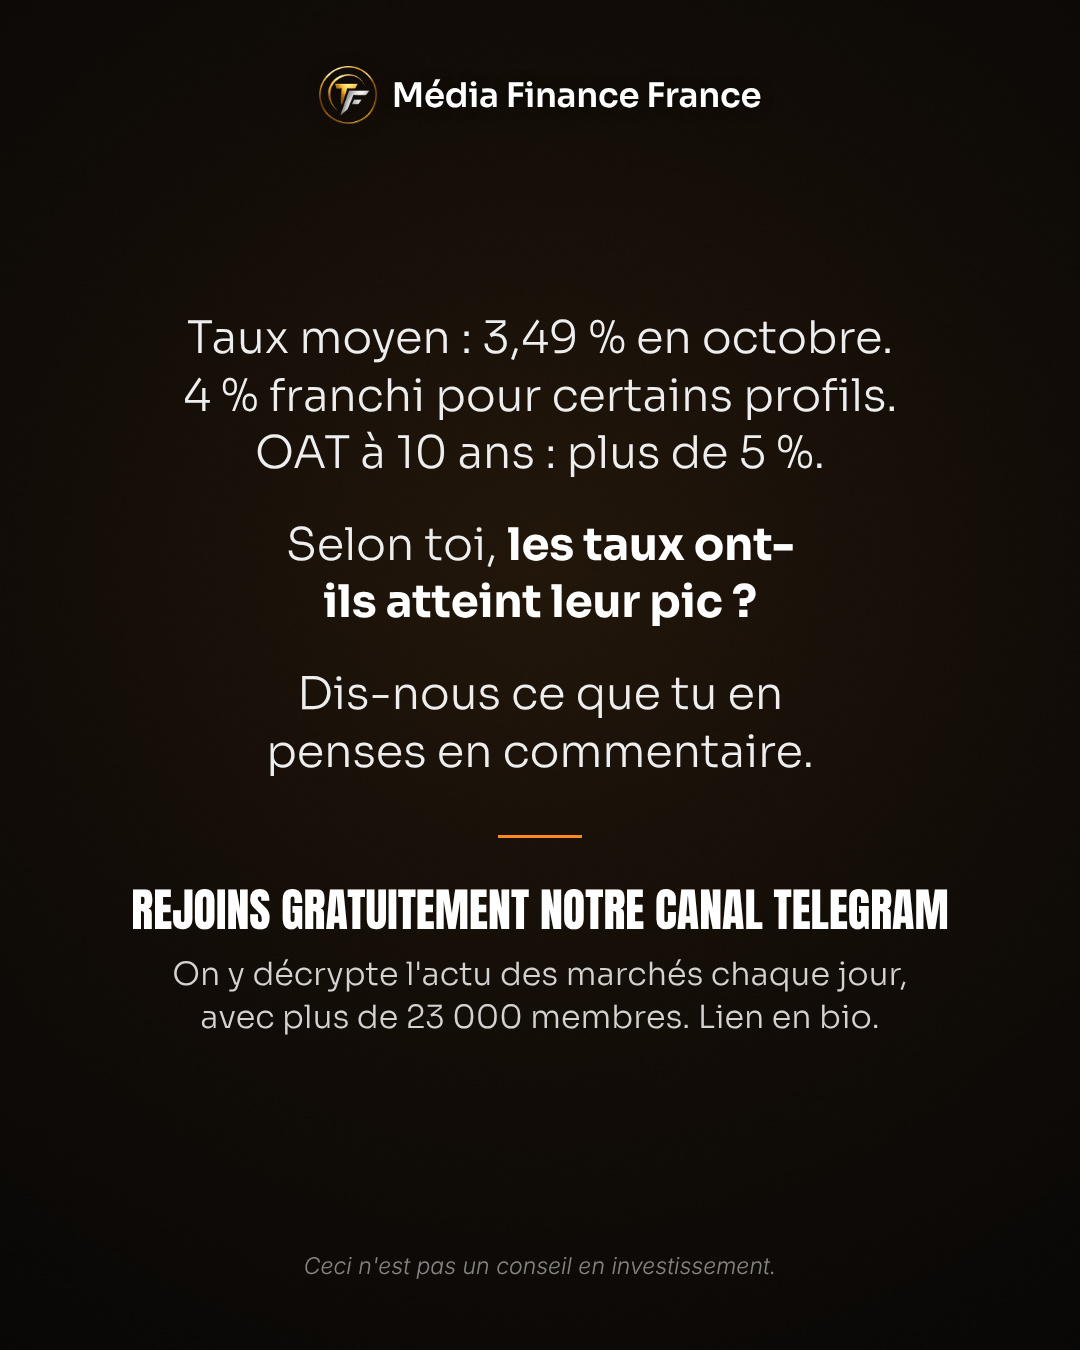 TF Média Finance France
Taux moyen : 3,49 % en octobre.
4 % franchi pour certains profils.
OAT à 10 ans : plus de 5 %.
Selon toi, les taux ont-
ils atteint leur pic ?
Dis-nous ce que tu en
penses en commentaire.
REJOINS GRATUITEMENT NOTRE CANAL TELEGRAM
On y décrypte l'actu des marchés chaque jour,
avec plus de 23 000 membres. Lien en bio.
Ceci n'est pas un conseil en investissement.